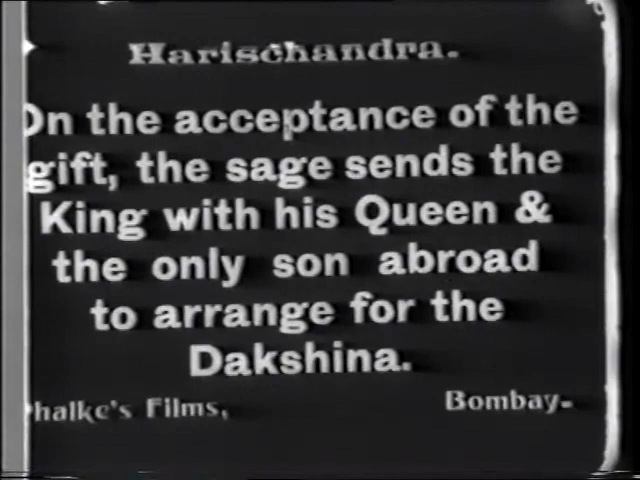 Harischandra.
On the acceptance of the
gift, the sage sends the
King with his Queen &
the only son abroad
to arrange for the
Dakshina.
Phalke's Films, Bombay.